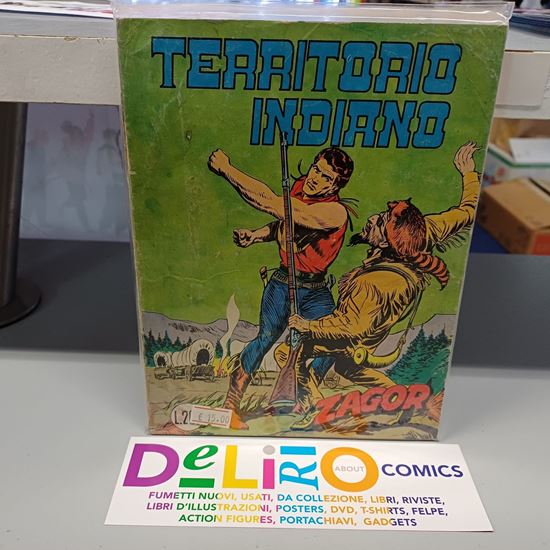 TERRITORIO
INDIANO
ZAGOR
€ 15.00
DeLiRiO ABOUT COMICS
FUMETTI NUOVI, USATI, DA COLLEZIONE, LIBRI, RIVISTE,
LIBRI D'ILLUSTRAZIONI, POSTERS, DVD, T-SHIRTS, FELPE,
ACTION FIGURES, PORTACHIAVI, GADGETS